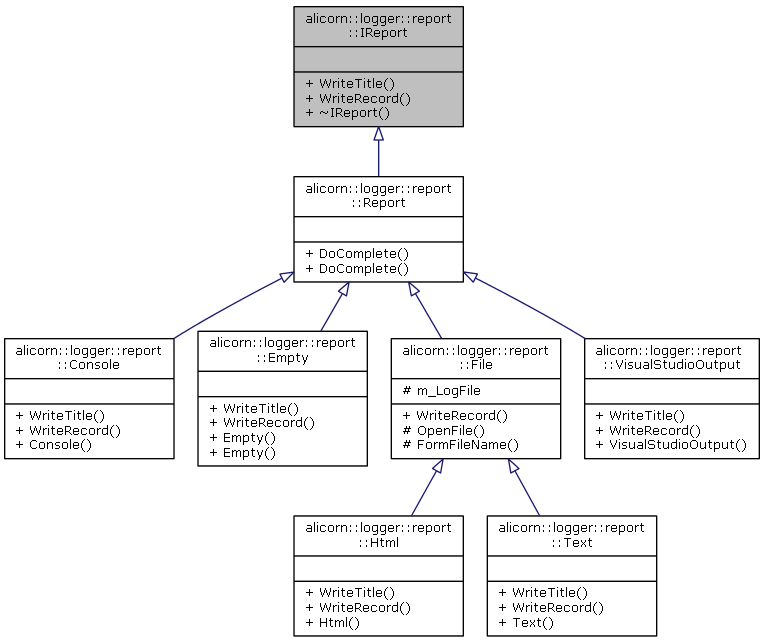 alicorn::logger::report
::IReport
+ WriteTitle()
+ WriteRecord()
+ ~IReport()
alicorn::logger::report
::Report
+ DoComplete()
+ DoComplete()
alicorn::logger::report
::Console
+ WriteTitle()
+ WriteRecord()
+ Console()
alicorn::logger::report
::Empty
+ WriteTitle()
+ WriteRecord()
+ Empty()
+ Empty()
alicorn::logger::report
::File
# m_LogFile
+ WriteRecord()
# OpenFile()
# FormFileName()
alicorn::logger::report
::VisualStudioOutput
+ WriteTitle()
+ WriteRecord()
+ VisualStudioOutput()
alicorn::logger::report
::Html
+ WriteTitle()
+ WriteRecord()
+ Html()
alicorn::logger::report
::Text
+ WriteTitle()
+ WriteRecord()
+ Text()